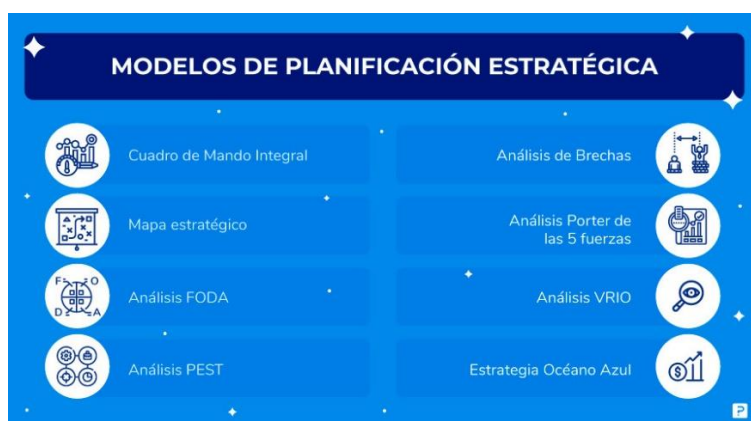 MODELOS DE PLANIFICACIÓN ESTRATÉGICA
Cuadro de Mando Integral
Mapa estratégico
F O
D A
Análisis FODA
Análisis PEST
Análisis de Brechas
Análisis Porter de
las 5 fuerzas
Análisis VRIO
Estrategia Océano Azul
$
P